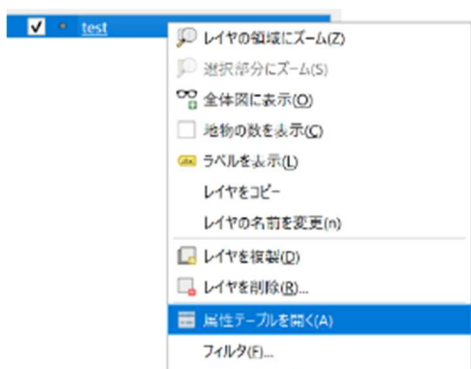 test
レイヤの領域にズーム(Z)
選択部分にズーム(S)
全体図に表示(O)
地物の数を表示(C)
ラベルを表示(L)
レイヤをコピー
レイヤの名前を変更(n)
レイヤを複製(D)
レイヤを削除(R)...
属性テーブルを開く(A)
フィルタ(F)...